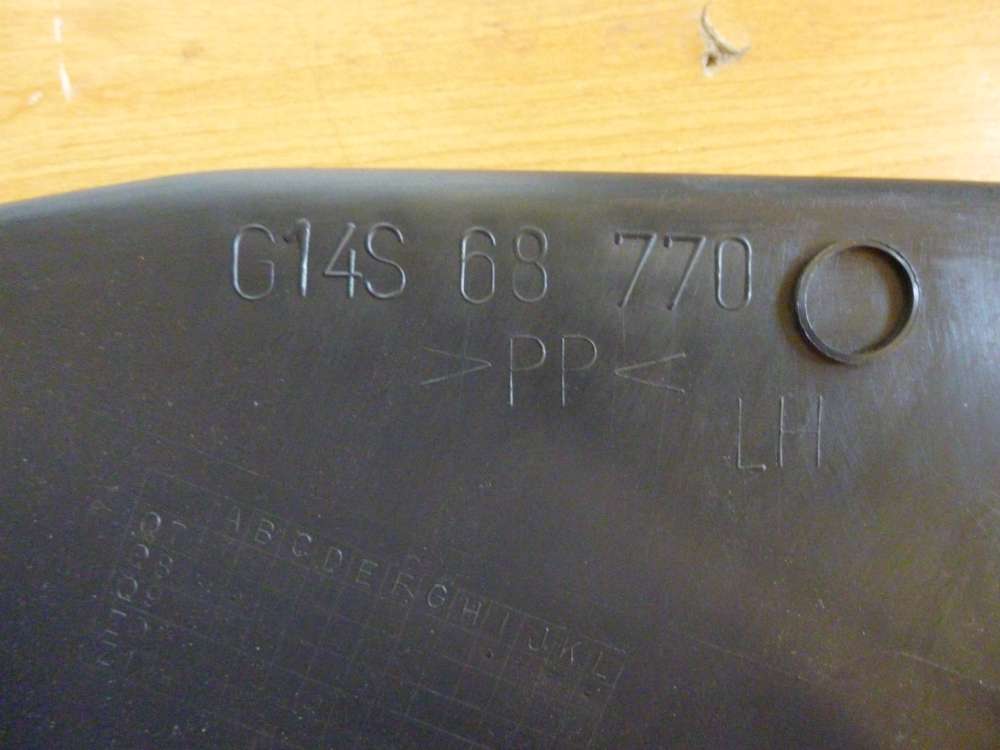 G14S 68 770
>PP<
LH
A B C D E F G H I J K L